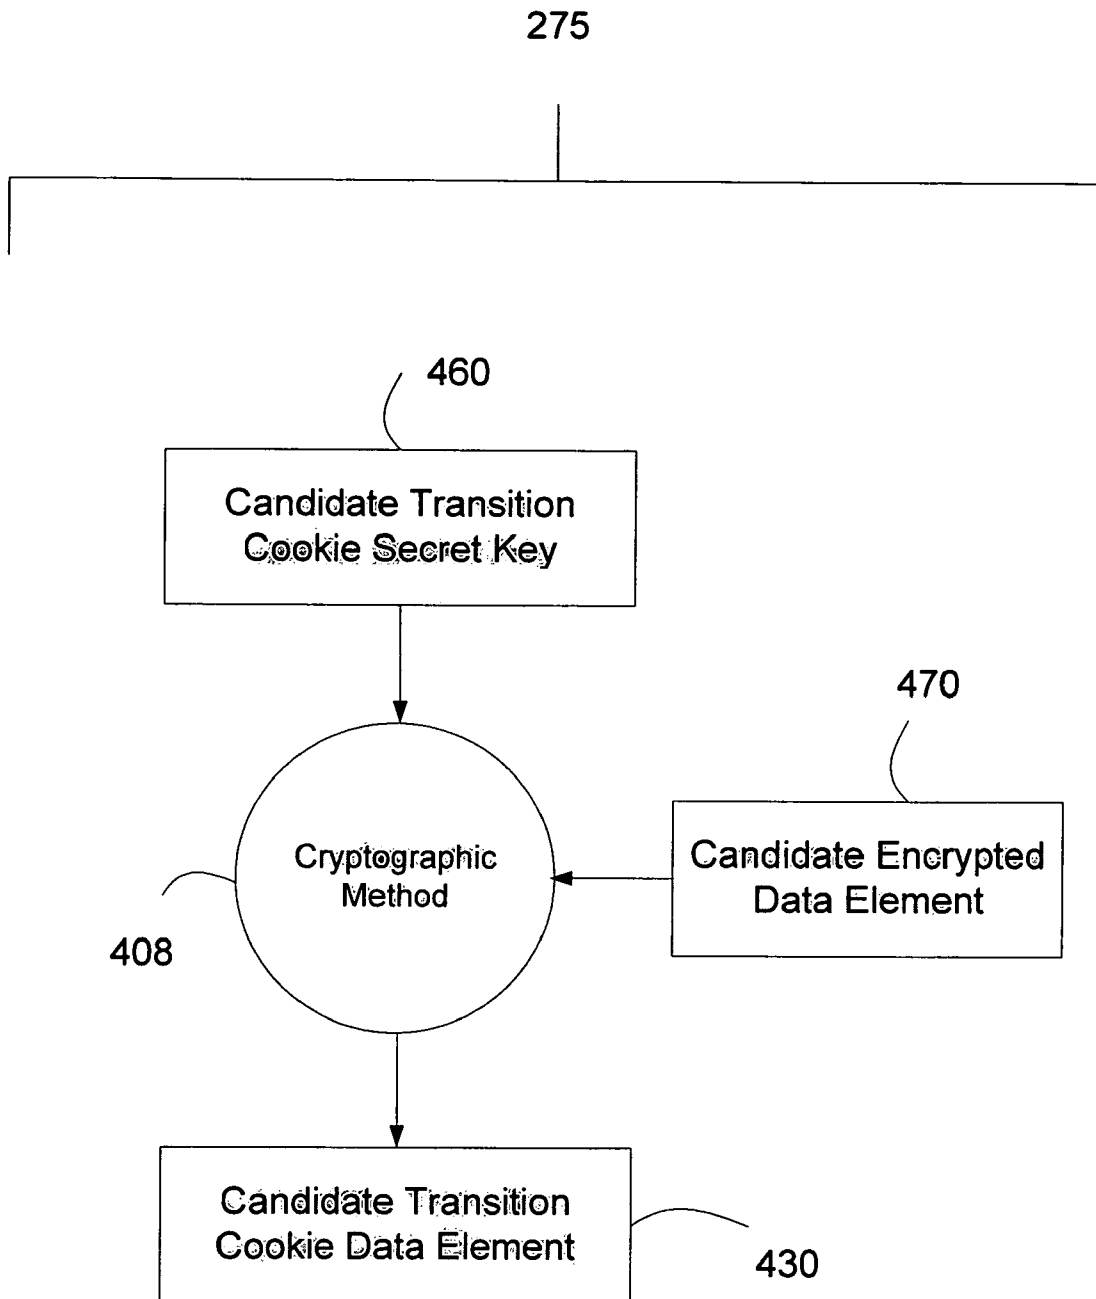 275
460
Candidate Transition
Cookie Secret Key
470
Cryptographic
Method
Candidate Encrypted
Data Element
408
Candidate Transition
Cookie Data Element
430